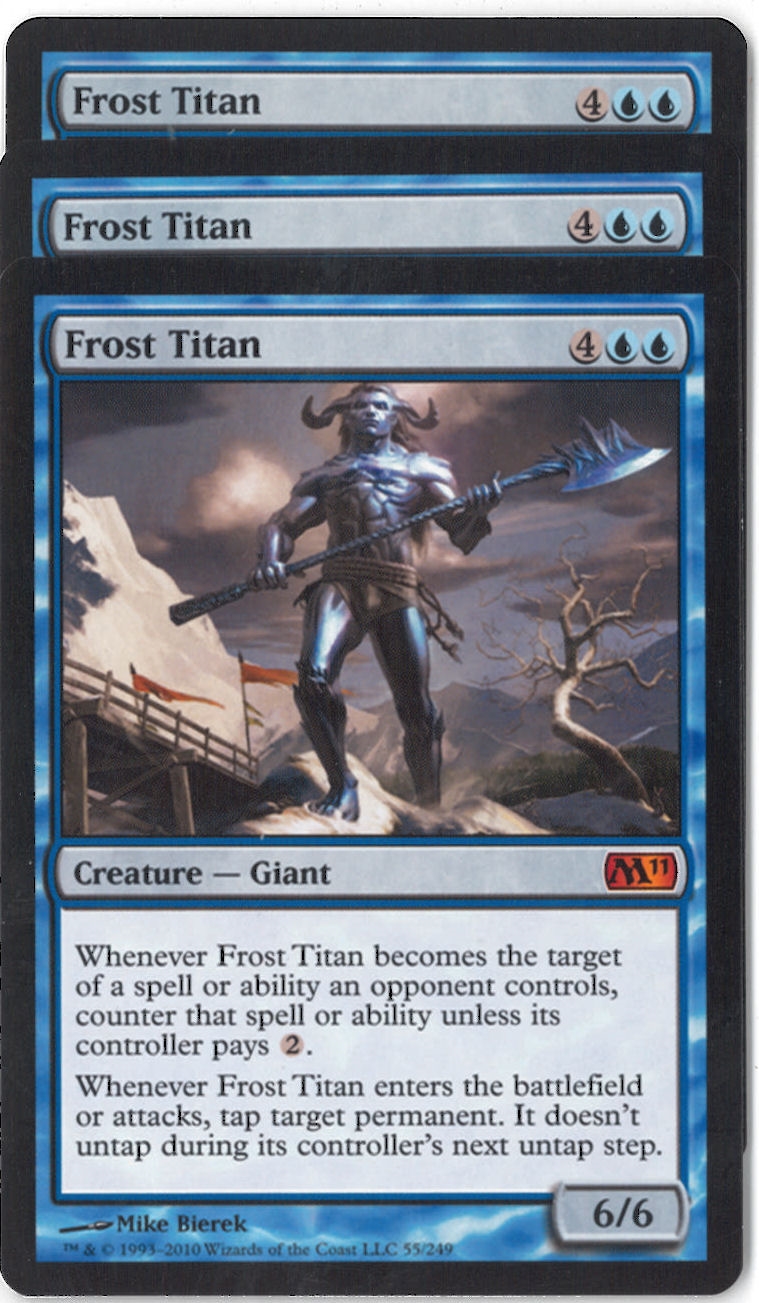 Frost Titan 4
Frost Titan 4
Frost Titan 4
Creature — Giant M11
Whenever Frost Titan becomes the target
of a spell or ability an opponent controls,
counter that spell or ability unless its
controller pays 2.
Whenever Frost Titan enters the battlefield
or attacks, tap target permanent. It doesn't
untap during its controller's next untap step.
6/6
Mike Bierek
™ & © 1993–2010 Wizards of the Coast LLC 55/249